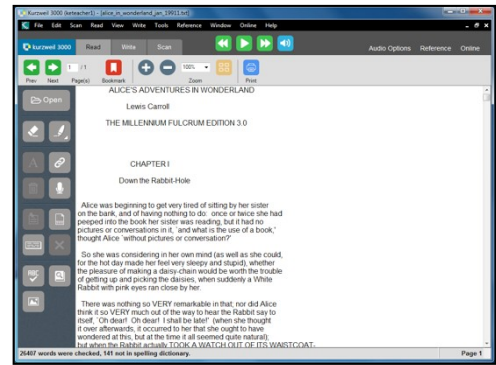 Kurzweil 3000 (keteacher1) - [alice_in_wonderland_jan_19911.txt]
File Edit Scan Read View Write Tools Reference Window Online Help
kurzweil 3000 Read Write Scan Audio Options Reference Online
1 /1 100%
Prev Next Page(s) Bookmark Zoom Print
Open
ALICE'S ADVENTURES IN WONDERLAND
Lewis Carroll
THE MILLENNIUM FULCRUM EDITION 3.0
CHAPTER I
Down the Rabbit-Hole
Alice was beginning to get very tired of sitting by her sister
on the bank, and of having nothing to do: once or twice she had
peeped into the book her sister was reading, but it had no
pictures or conversations in it, `and what is the use of a book,'
thought Alice `without pictures or conversation?'
So she was considering in her own mind (as well as she could,
for the hot day made her feel very sleepy and stupid), whether
the pleasure of making a daisy-chain would be worth the trouble
of getting up and picking the daisies, when suddenly a White
Rabbit with pink eyes ran close by her.
There was nothing so VERY remarkable in that; nor did Alice
think it so VERY much out of the way to hear the Rabbit say to
itself, `Oh dear! Oh dear! I shall be late!' (when she thought
it over afterwards, it occurred to her that she ought to have
wondered at this, but at the time it all seemed quite natural);
but when the Rabbit actually TOOK A WATCH OUT OF ITS WAISTCOAT-
26407 words were checked, 141 not in spelling dictionary. Page 1